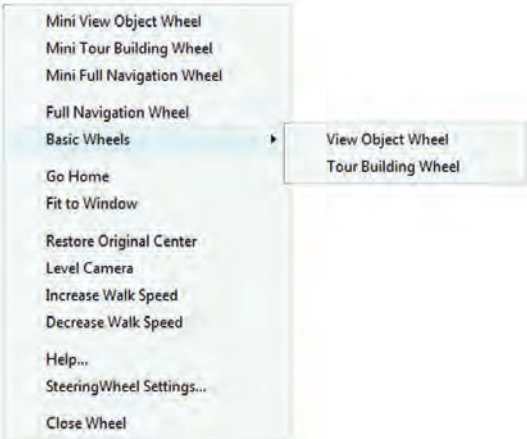 Mini View Object Wheel
Mini Tour Building Wheel
Mini Full Navigation Wheel
Full Navigation Wheel
Basic Wheels
View Object Wheel
Tour Building Wheel
Go Home
Fit to Window
Restore Original Center
Level Camera
Increase Walk Speed
Decrease Walk Speed
Help...
SteeringWheel Settings...
Close Wheel